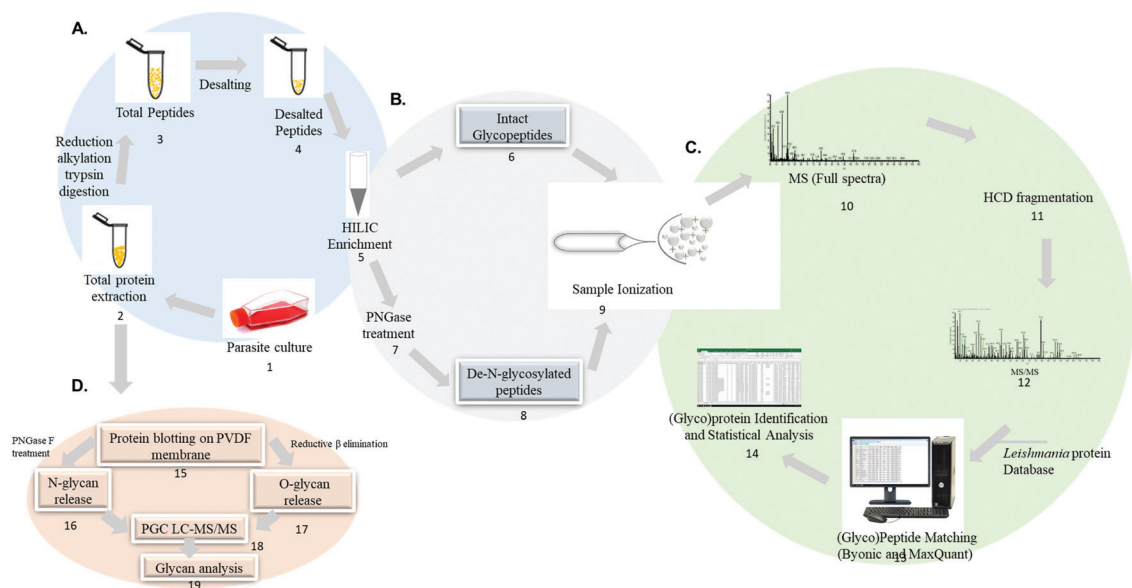 A.
Total Peptides
3
Desalting
Desalted
Peptides
4
Reduction
alkylation
trypsin
digestion
Total protein
extraction
2
Parasite culture
1
B.
HILIC
Enrichment
5
Intact
Glycopeptides
6
PNGase
treatment
7
De-N-glycosylated
peptides
8
Sample Ionization
9
C.
MS (Full spectra)
10
HCD fragmentation
11
MS/MS
12
Leishmania protein
Database
(Glyco)Peptide Matching
(Byonic and MaxQuant)
13
(Glyco)protein Identification
and Statistical Analysis
14
D.
PNGase F
treatment
Protein blotting on PVDF
membrane
15
Reductive β elimination
N-glycan
release
16
O-glycan
release
17
PGC LC-MS/MS
18
Glycan analysis
19